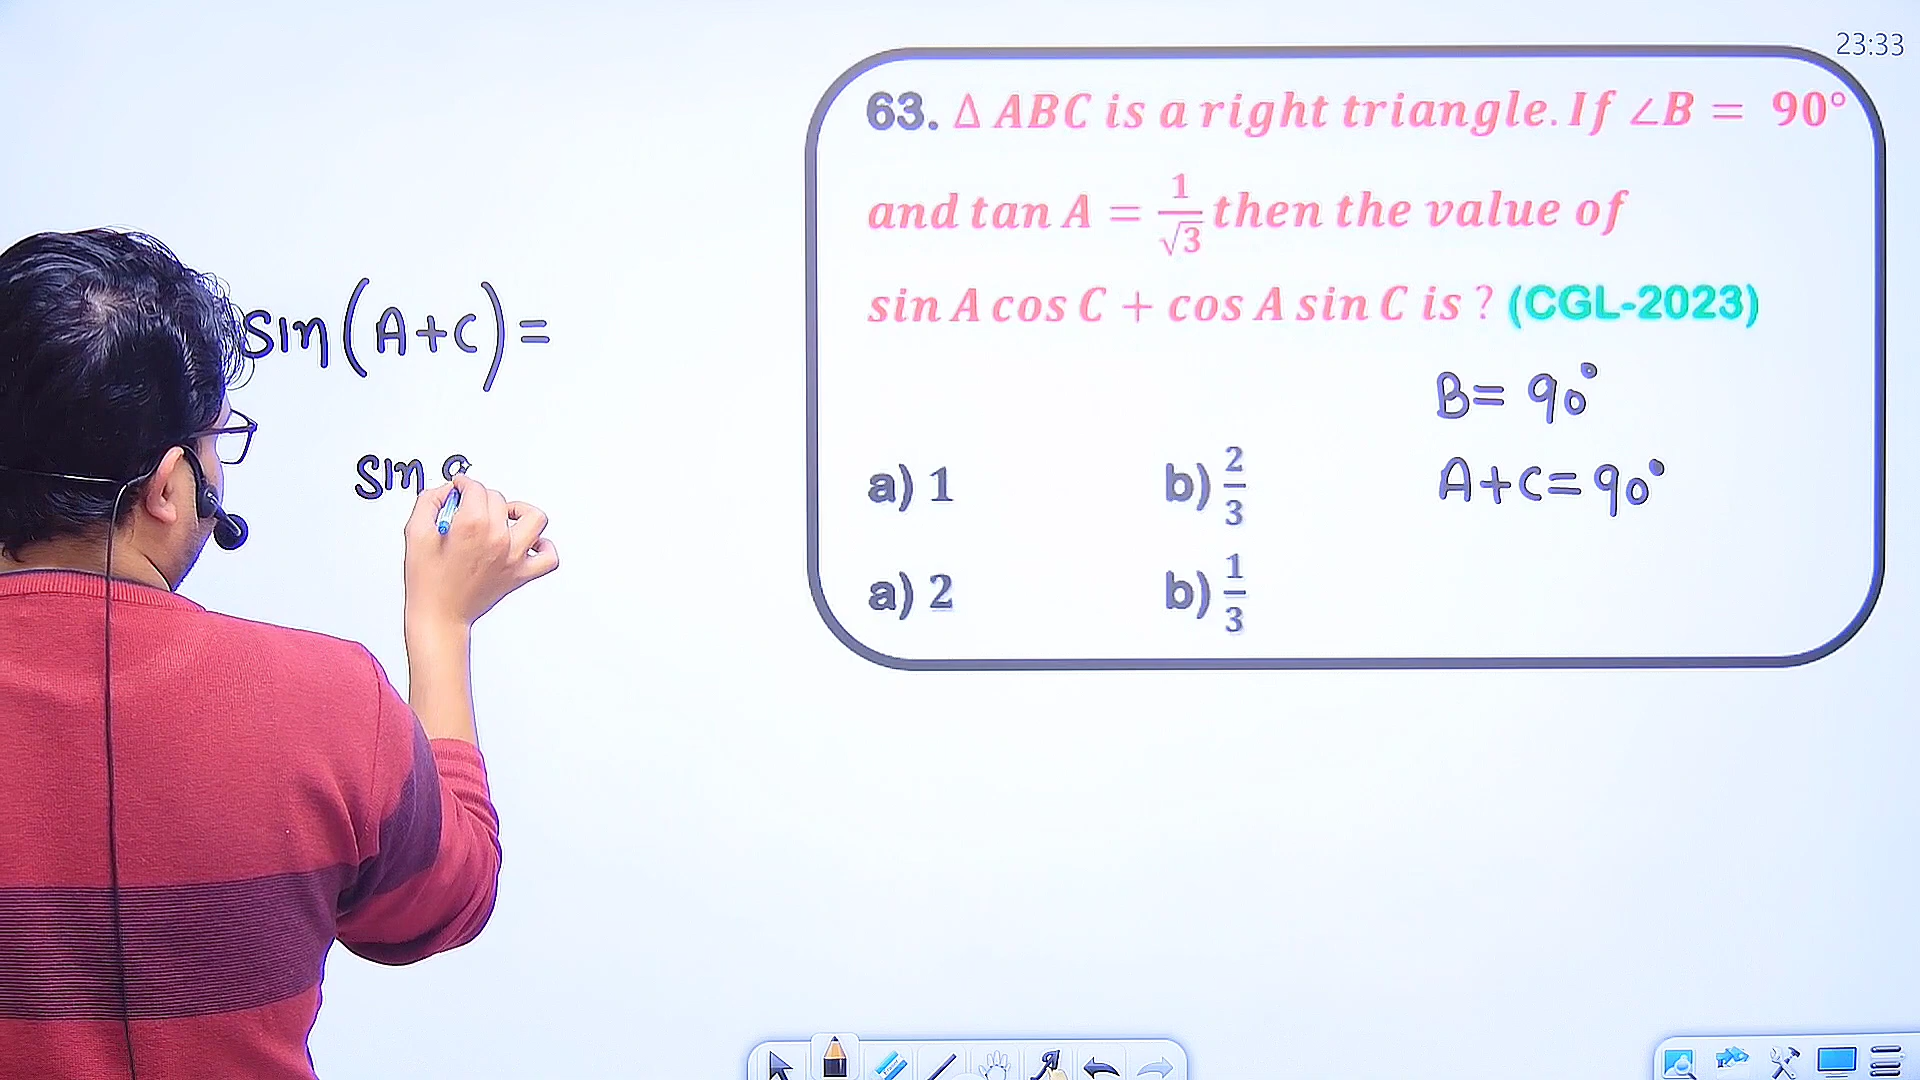 23:33
63. Δ ABC is a right triangle. If ∠B = 90°
and tan A = 1/√3 then the value of
sin A cos C + cos A sin C is ? (CGL-2023)
sin(A+C)=
B= 90°
sin
a) 1 b) 2/3
A+C=90°
a) 2 b) 1/3